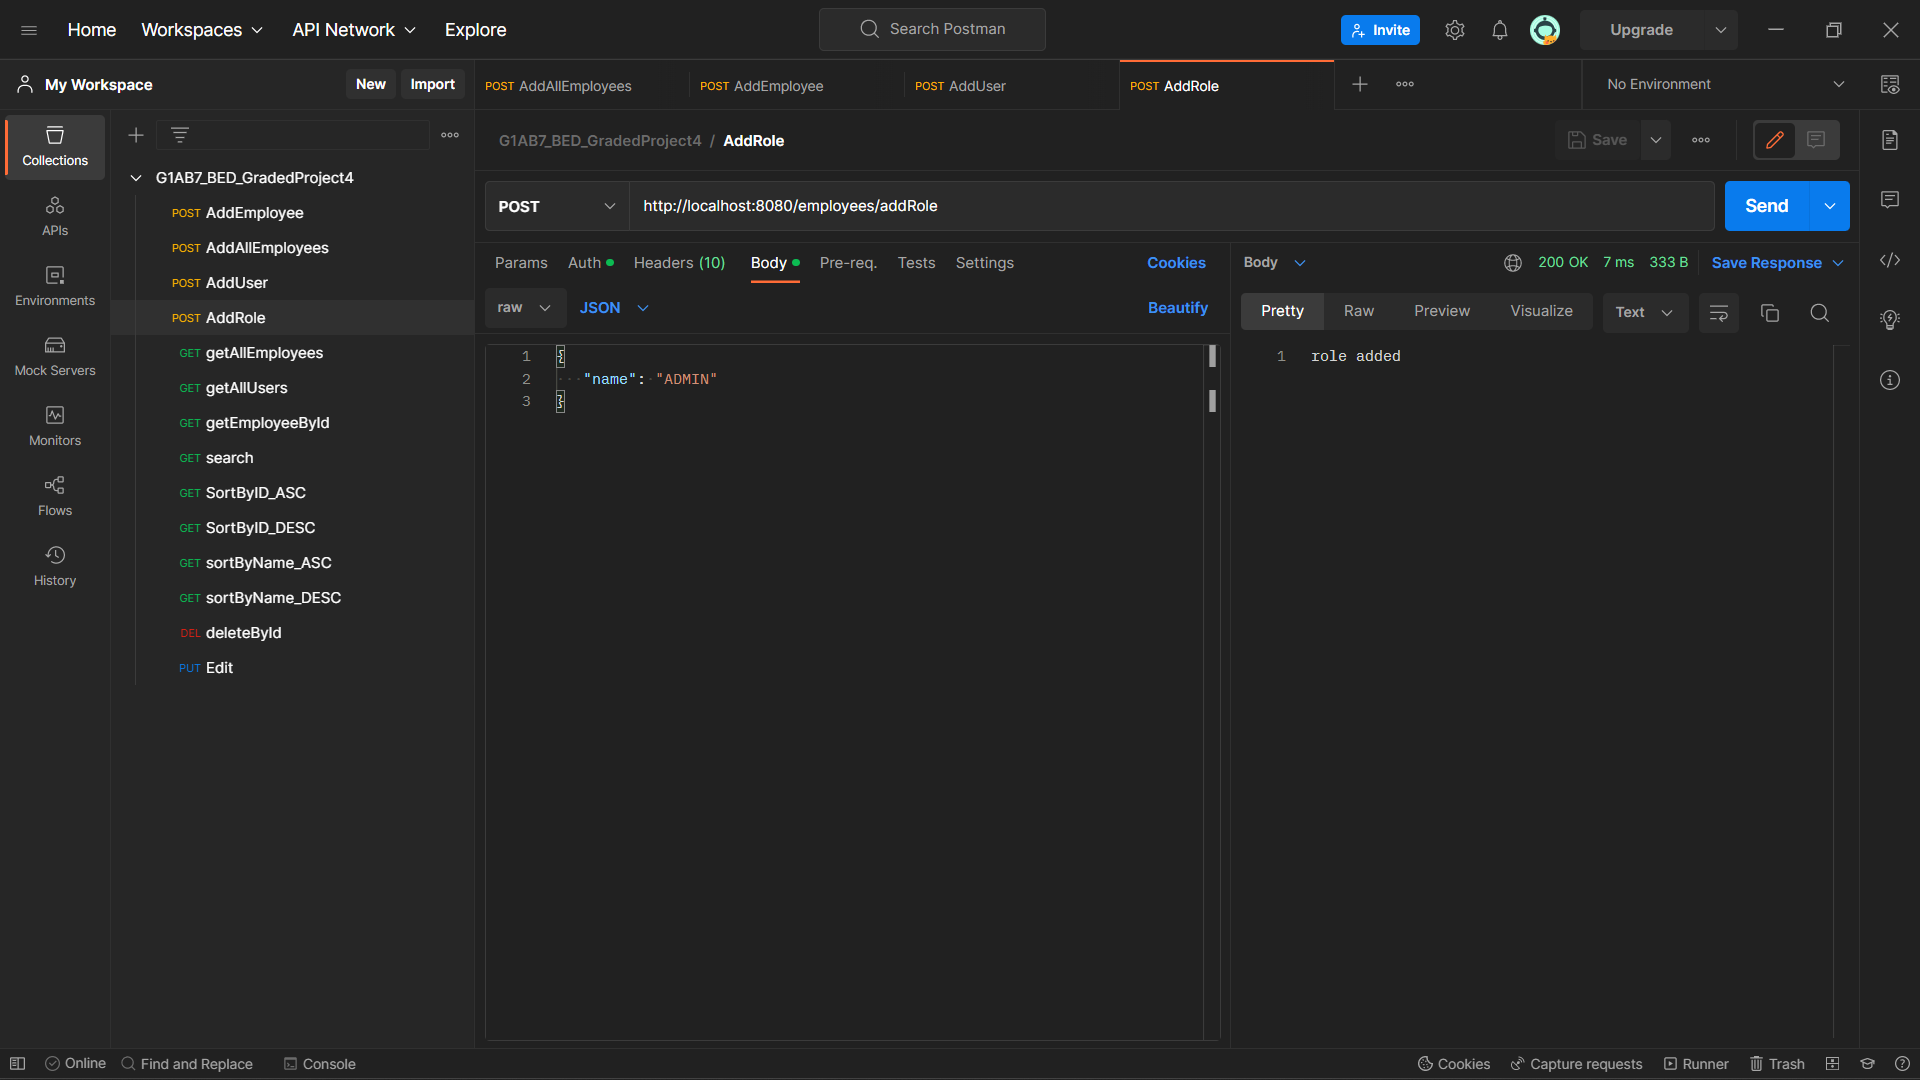 Home Workspaces API Network Explore Search Postman Invite Upgrade
My Workspace New Import POST AddAllEmployees POST AddEmployee POST AddUser POST AddRole No Environment
Collections
APIs
Environments
Mock Servers
Monitors
Flows
History
G1AB7_BED_GradedProject4
POST AddEmployee
POST AddAllEmployees
POST AddUser
POST AddRole
GET getAllEmployees
GET getAllUsers
GET getEmployeeById
GET search
GET SortByID_ASC
GET SortByID_DESC
GET sortByName_ASC
GET sortByName_DESC
DEL deleteById
PUT Edit
G1AB7_BED_GradedProject4 / AddRole Save
POST http://localhost:8080/employees/addRole Send
Params Auth Headers (10) Body Pre-req. Tests Settings Cookies
raw JSON Beautify
1 {
2 "name": "ADMIN"
3 }
Body 200 OK 7 ms 333 B Save Response
Pretty Raw Preview Visualize Text
1 role added
Online Find and Replace Console Cookies Capture requests Runner Trash